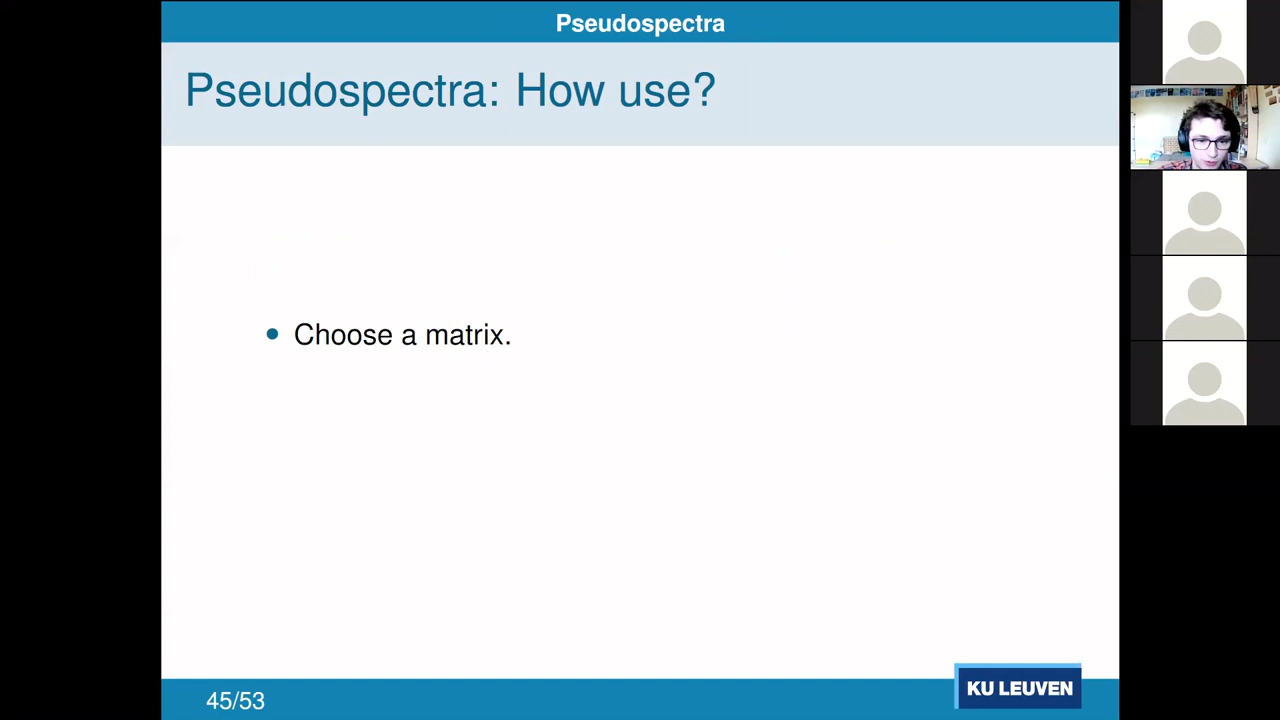 Pseudospectra
Pseudospectra: How use?
Choose a matrix.
45/53
KU LEUVEN